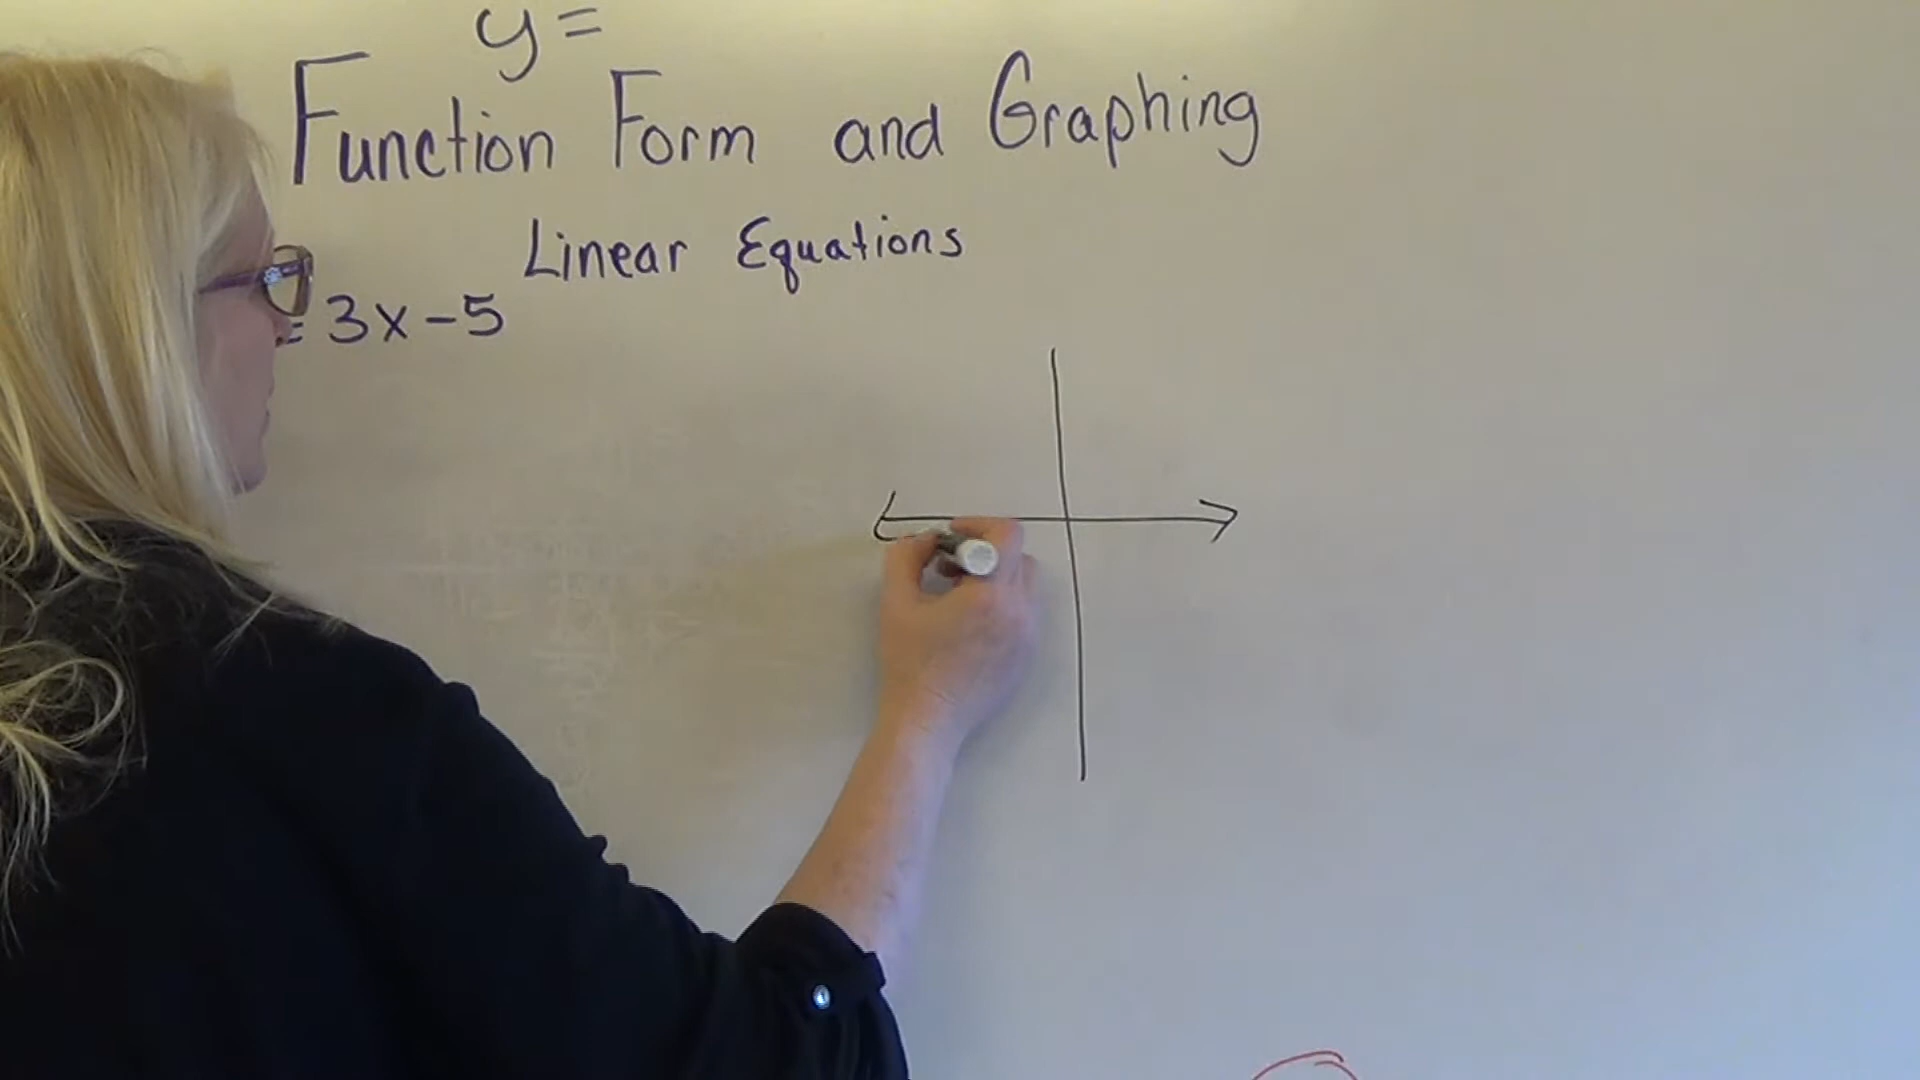 y =
Function Form and Graphing
Linear Equations
= 3x - 5